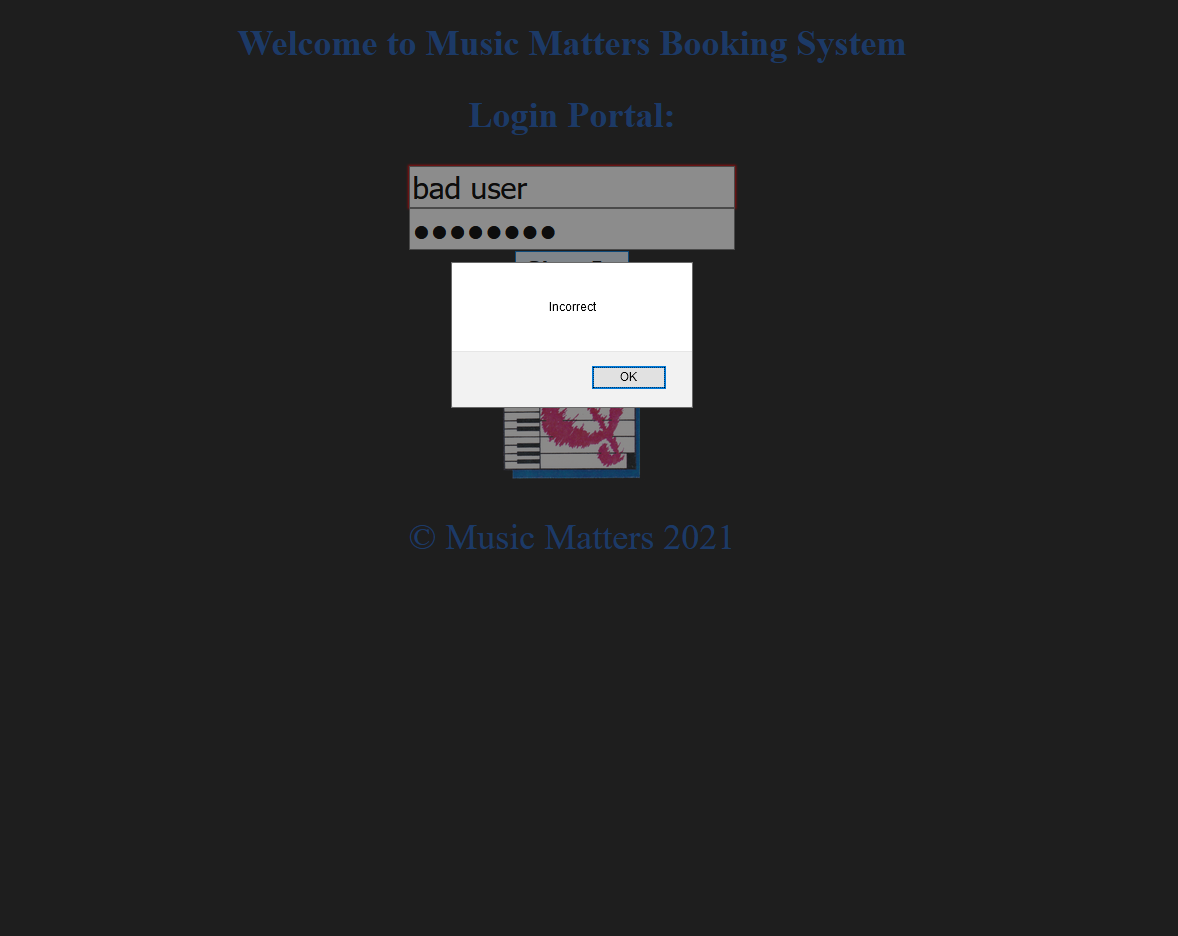 Welcome to Music Matters Booking System
Login Portal:
bad user
●●●●●●●●
Incorrect
OK
© Music Matters 2021